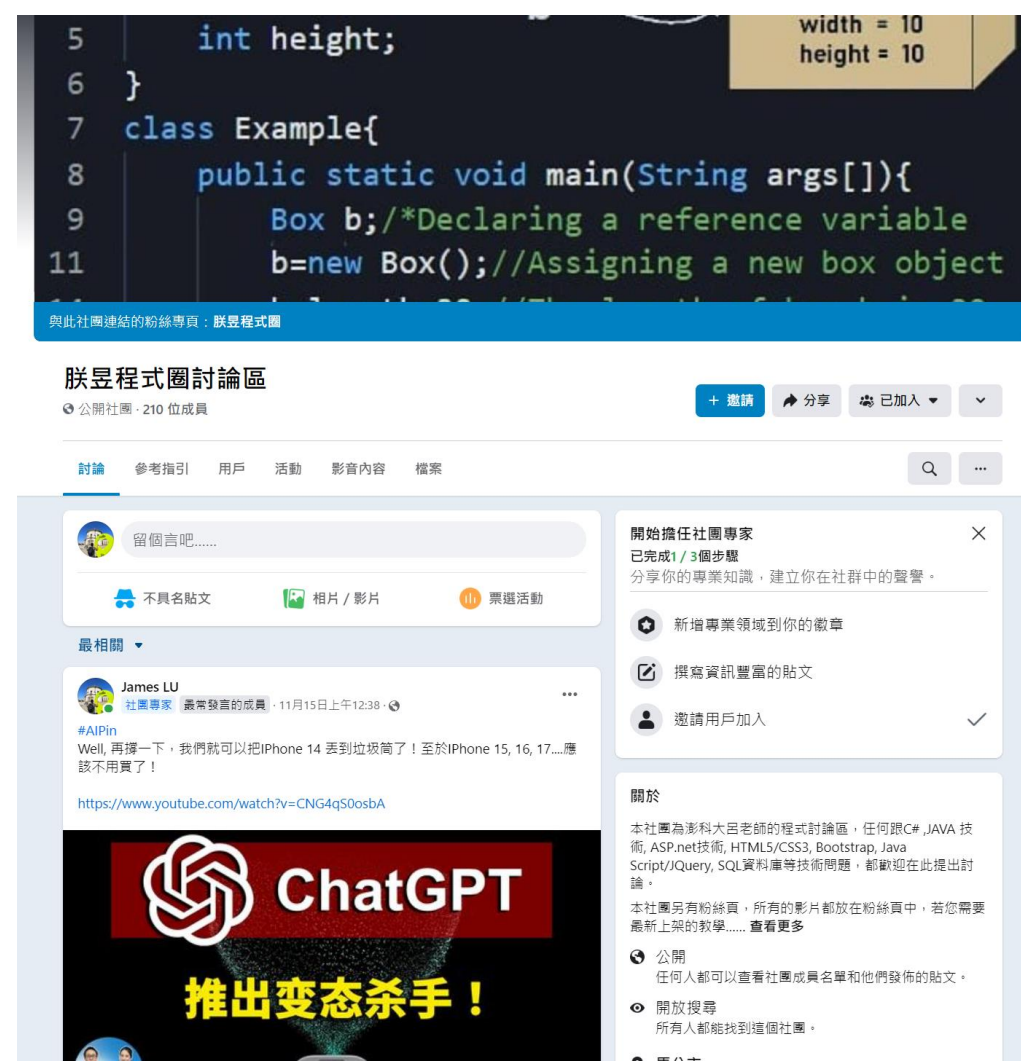 5 int height;
6 }
7 class Example{
8 public static void main(String args[]){
9 Box b;/*Declaring a reference variable
11 b=new Box();//Assigning a new box object
width = 10
height = 10
與此社團連結的粉絲專頁：朕昱程式圈
朕昱程式圈討論區
公開社團 · 210 位成員
+ 邀請 分享 已加入
討論 參考指引 用戶 活動 影音內容 檔案
留個言吧......
不具名貼文 相片 / 影片 票選活動
最相關
James LU
社團專家 最常發言的成員 · 11月15日上午12:38 ·
#AIPin
Well, 再撐一下，我們就可以把IPhone 14 丟到垃圾筒了！至於IPhone 15, 16, 17....應
該不用買了！
https://www.youtube.com/watch?v=CNG4qS0osbA
ChatGPT
推出变态杀手！
開始擔任社團專家
已完成1 / 3個步驟
分享你的專業知識，建立你在社群中的聲譽。
新增專業領域到你的徽章
撰寫資訊豐富的貼文
邀請用戶加入
關於
本社團為澎科大呂老師的程式討論區，任何跟C# ,JAVA 技
術, ASP.net技術, HTML5/CSS3, Bootstrap, Java
Script/JQuery, SQL資料庫等技術問題，都歡迎在此提出討
論。
本社團另有粉絲頁，所有的影片都放在粉絲頁中，若您需要
最新上架的教學...... 查看更多
公開
任何人都可以查看社團成員名單和他們發佈的貼文。
開放搜尋
所有人都能找到這個社團。